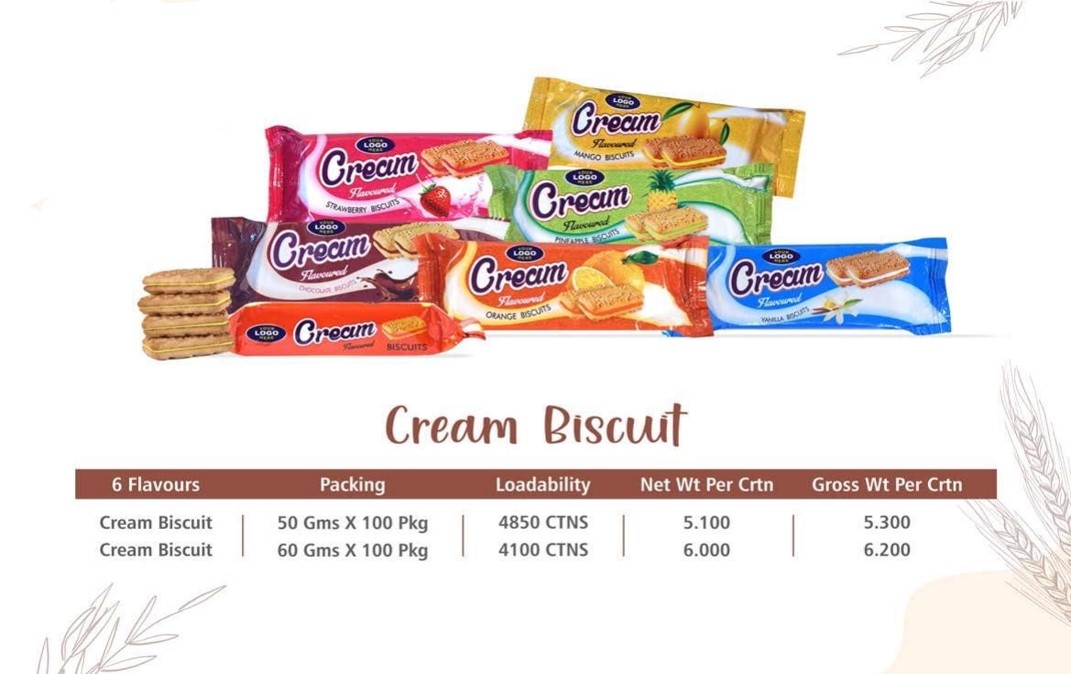 YOUR
LOGO
HERE
Cream
Flavoured
MANGO BISCUITS
YOUR
LOGO
HERE
Cream
Flavoured
STRAWBERRY BISCUITS
YOUR
LOGO
HERE
Cream
Flavoured
PINEAPPLE BISCUITS
YOUR
LOGO
HERE
Cream
Flavoured
CHOCOLATE BISCUITS
YOUR
LOGO
HERE
Cream
Flavoured
ORANGE BISCUITS
YOUR
LOGO
HERE
Cream
Flavoured
VANILLA BISCUITS
YOUR
LOGO
HERE
Cream
Flavoured
BISCUITS
Cream Biscuit
6 Flavours Packing Loadability Net Wt Per Crtn Gross Wt Per Crtn
Cream Biscuit 50 Gms X 100 Pkg 4850 CTNS 5.100 5.300
Cream Biscuit 60 Gms X 100 Pkg 4100 CTNS 6.000 6.200